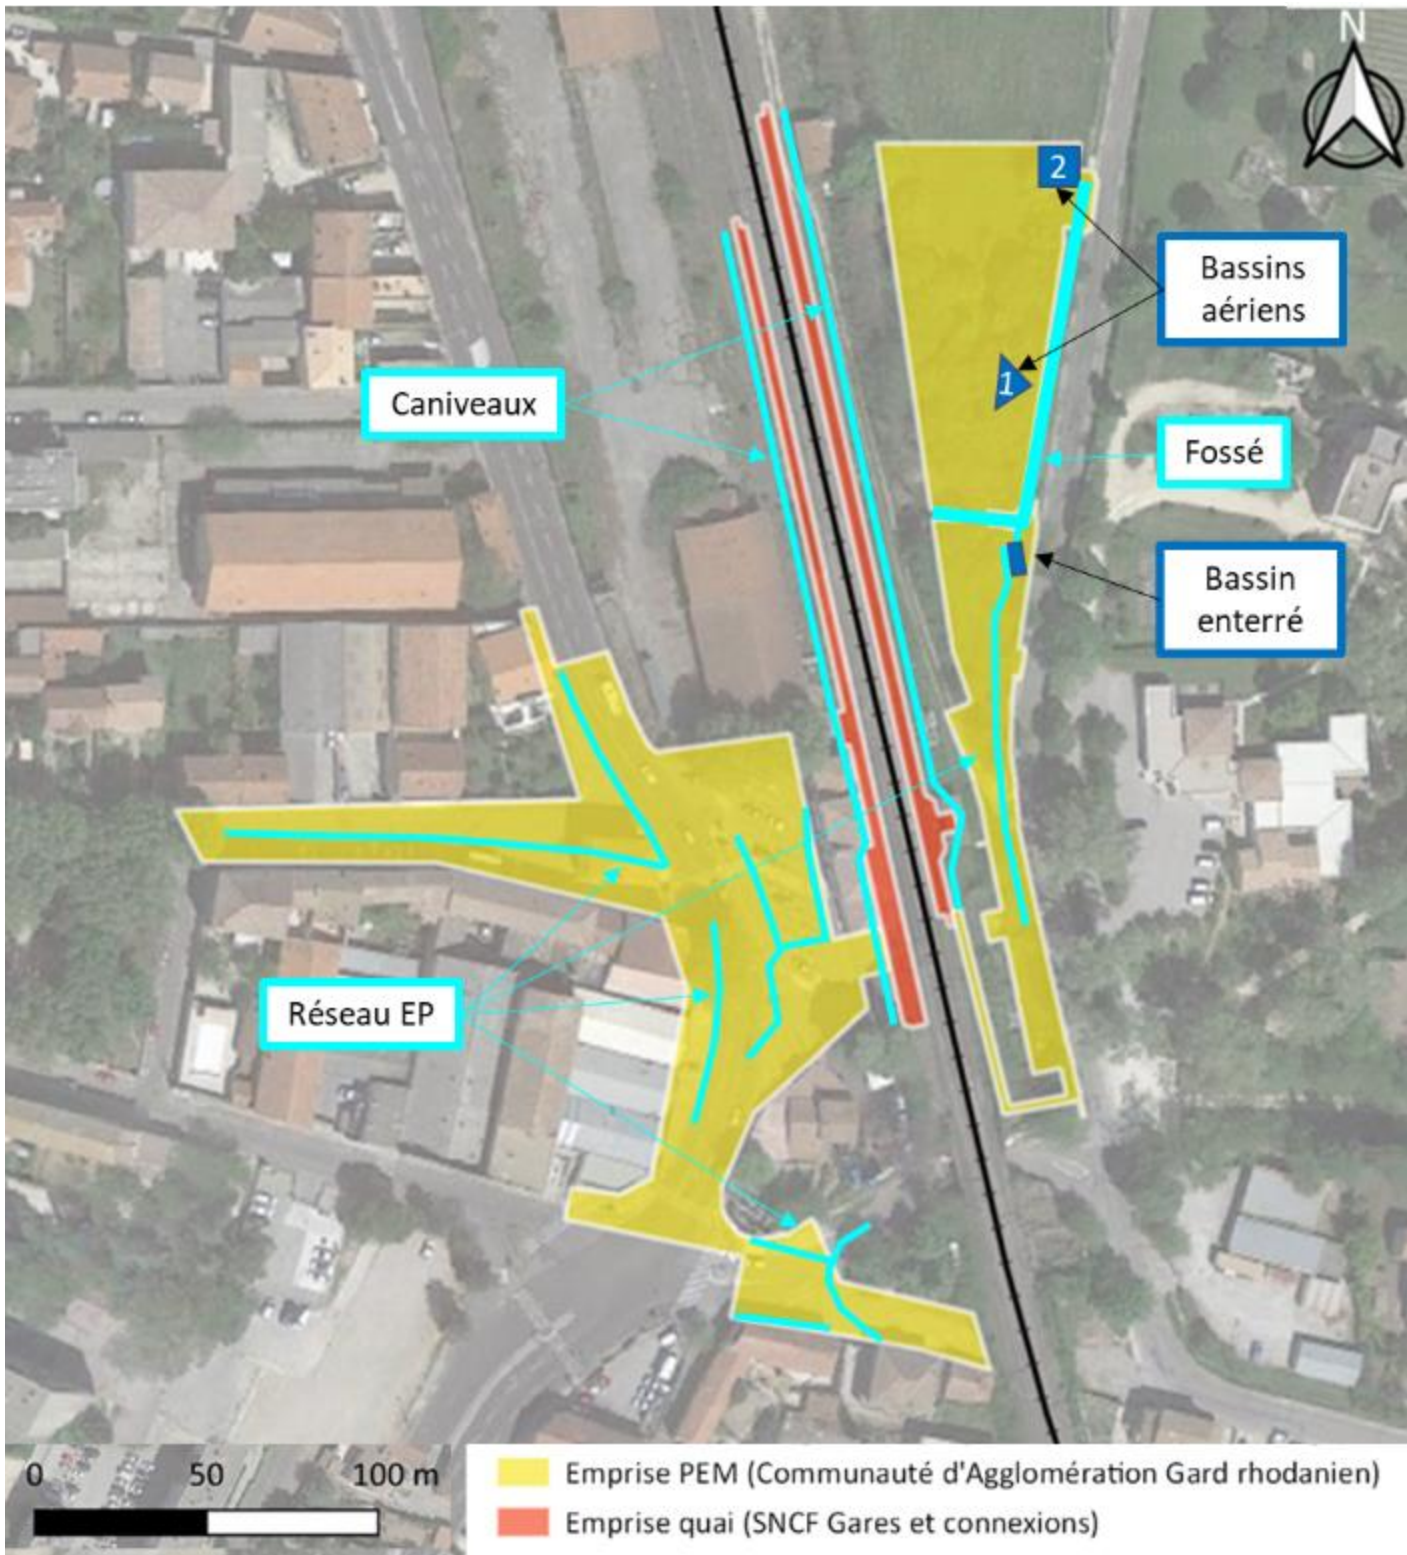 N
2
Bassins
aériens
1
Caniveaux
Fossé
Bassin
enterré
Réseau EP
0 50 100 m
Emprise PEM (Communauté d'Agglomération Gard rhodanien)
Emprise quai (SNCF Gares et connexions)